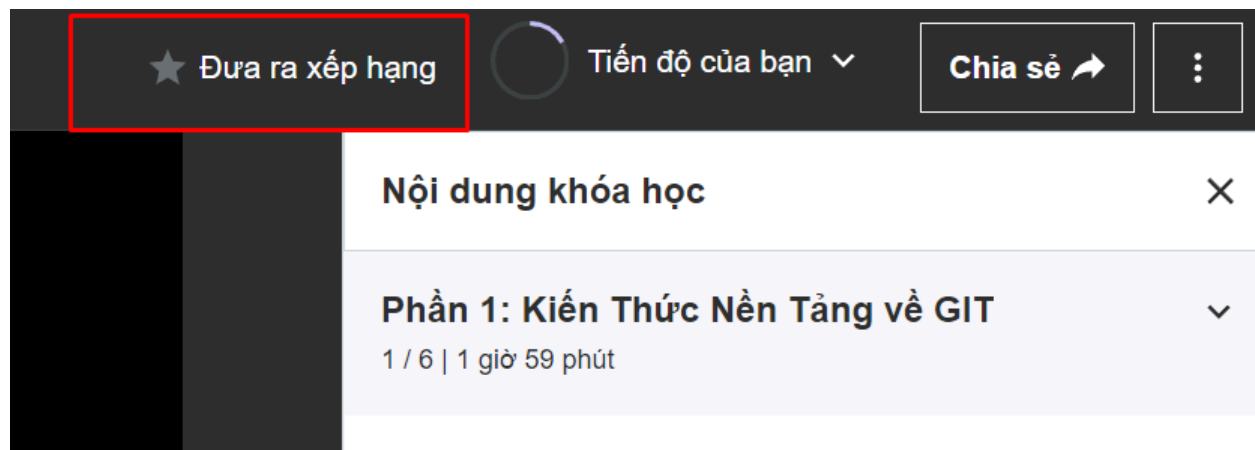 Đưa ra xếp hạng
Tiến độ của bạn
Chia sẻ
Nội dung khóa học
Phần 1: Kiến Thức Nền Tảng về GIT
1 / 6 | 1 giờ 59 phút